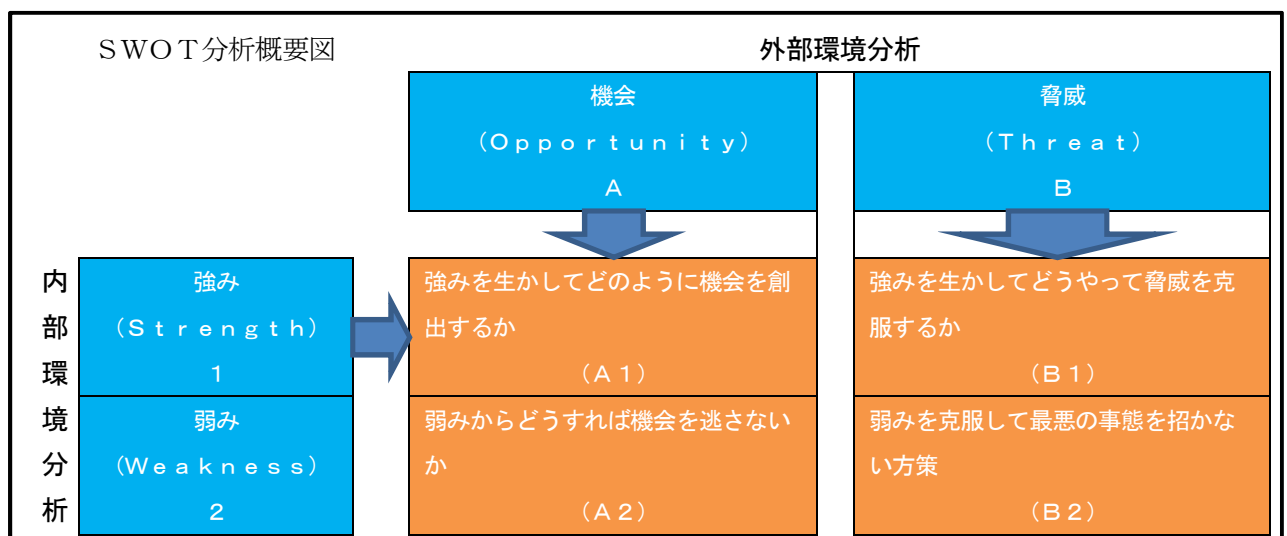 SWOT分析概要図
外部環境分析
機会
(Opportunity)
A
脅威
(Threat)
B
内部環境分析
強み
(Strength)
1
強みを生かしてどのように機会を創
出するか
(A1)
強みを生かしてどうやって脅威を克
服するか
(B1)
弱み
(Weakness)
2
弱みからどうすれば機会を逃さない
か
(A2)
弱みを克服して最悪の事態を招かな
い方策
(B2)